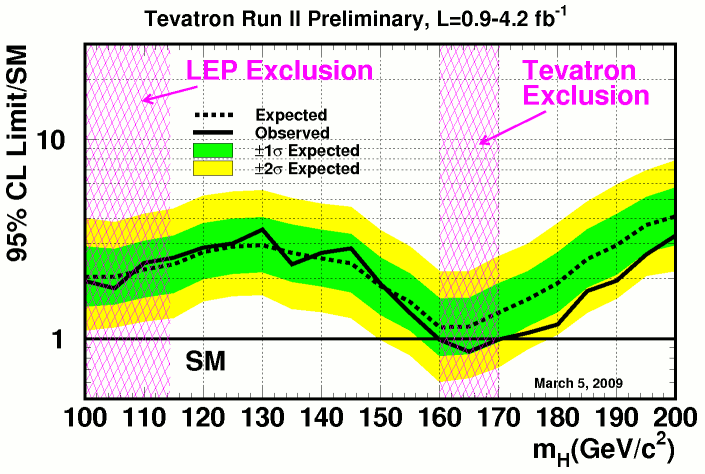 Tevatron Run II Preliminary, L=0.9-4.2 fb⁻¹
95% CL Limit/SM
LEP Exclusion
Tevatron
Exclusion
Expected
Observed
±1σ Expected
±2σ Expected
10
1
SM
March 5, 2009
100 110 120 130 140 150 160 170 180 190 200
m_H(GeV/c²)